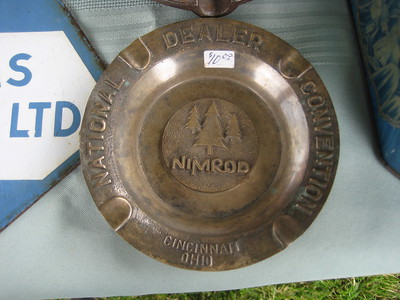 NATIONAL
DEALER
CONVENTION
$10.00
NIMROD
CINCINNATI
OHIO
LTD